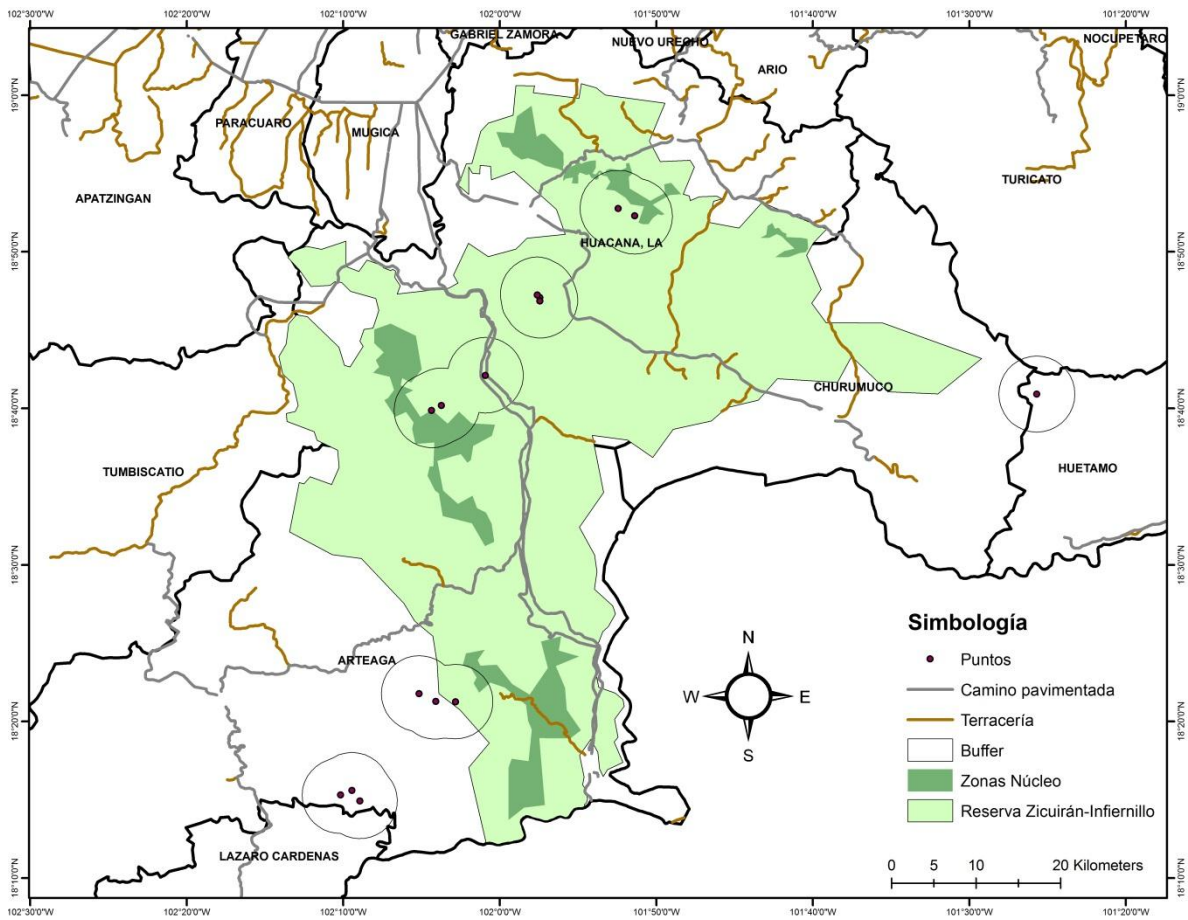 102°30'0"W 102°20'0"W 102°10'0"W 102°0'0"W 101°50'0"W 101°40'0"W 101°30'0"W 101°20'0"W
GABRIEL ZAMORA
NUEVO URECHO
NOCUPETARO
ARIO
19°0'0"N
19°0'0"N
PARACUARO
MUGICA
TURICATO
APATZINGAN
HUACANA, LA
18°50'0"N
18°50'0"N
CHURUMUCO
18°40'0"N
18°40'0"N
TUMBISCATIO
HUETAMO
18°30'0"N
18°30'0"N
Simbología
Puntos
Camino pavimentada
Terracería
Buffer
Zonas Núcleo
Reserva Zicuirán-Infiernillo
N
W
E
S
ARTEAGA
18°20'0"N
18°20'0"N
LAZARO CARDENAS
0 5 10 20 Kilometers
18°10'0"N
18°10'0"N
102°30'0"W 102°20'0"W 102°10'0"W 102°0'0"W 101°50'0"W 101°40'0"W 101°30'0"W 101°20'0"W